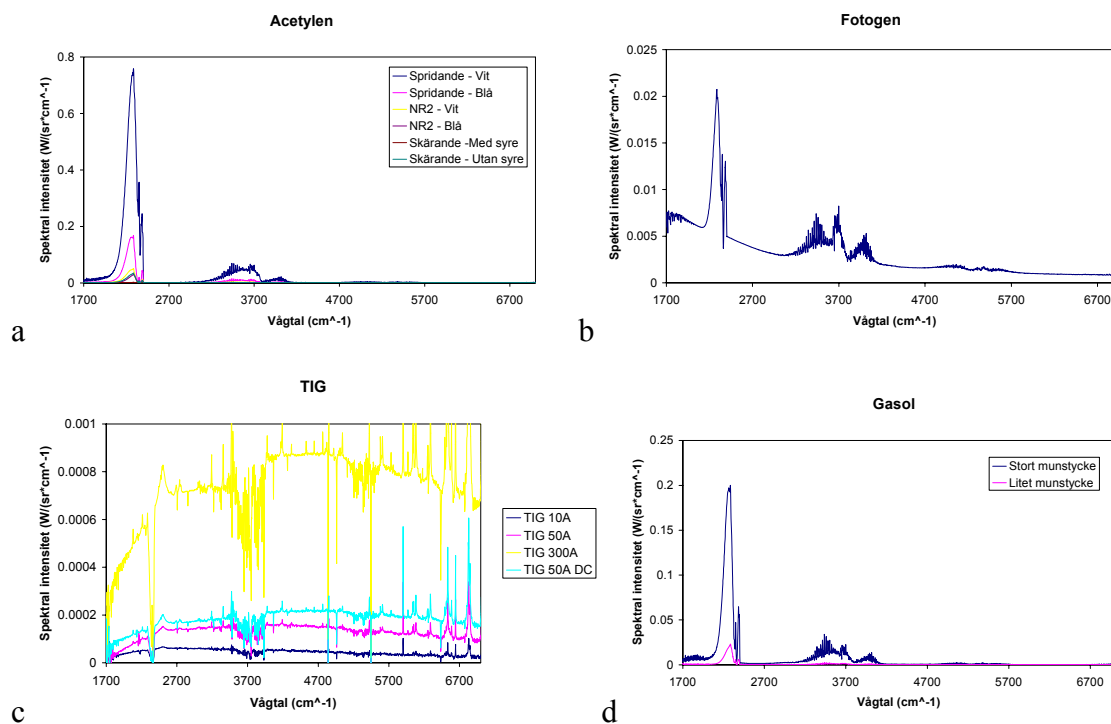 Acetylen
Spektral intensitet (W/(sr*cm^-1)
0.8
0.6
0.4
0.2
0
1700 2700 3700 4700 5700 6700
Vågtal (cm^-1)
Spridande - Vit
Spridande - Blå
NR2 - Vit
NR2 - Blå
Skärande -Med syre
Skärande - Utan syre
a
Fotogen
Spektral intensitet (W/(sr*cm^-1)
0.025
0.02
0.015
0.01
0.005
0
1700 2700 3700 4700 5700 6700
Vågtal (cm^-1)
b
TIG
Spektral intensitet (W/(sr*cm^-1)
0.001
0.0008
0.0006
0.0004
0.0002
0
1700 2700 3700 4700 5700 6700
Vågtal (cm^-1)
TIG 10A
TIG 50A
TIG 300A
TIG 50A DC
c
Gasol
Spektral intensitet (W/(sr*cm^-1)
0.25
0.2
0.15
0.1
0.05
0
1700 2700 3700 4700 5700 6700
Vågtal (cm^-1)
Stort munstycke
Litet munstycke
d